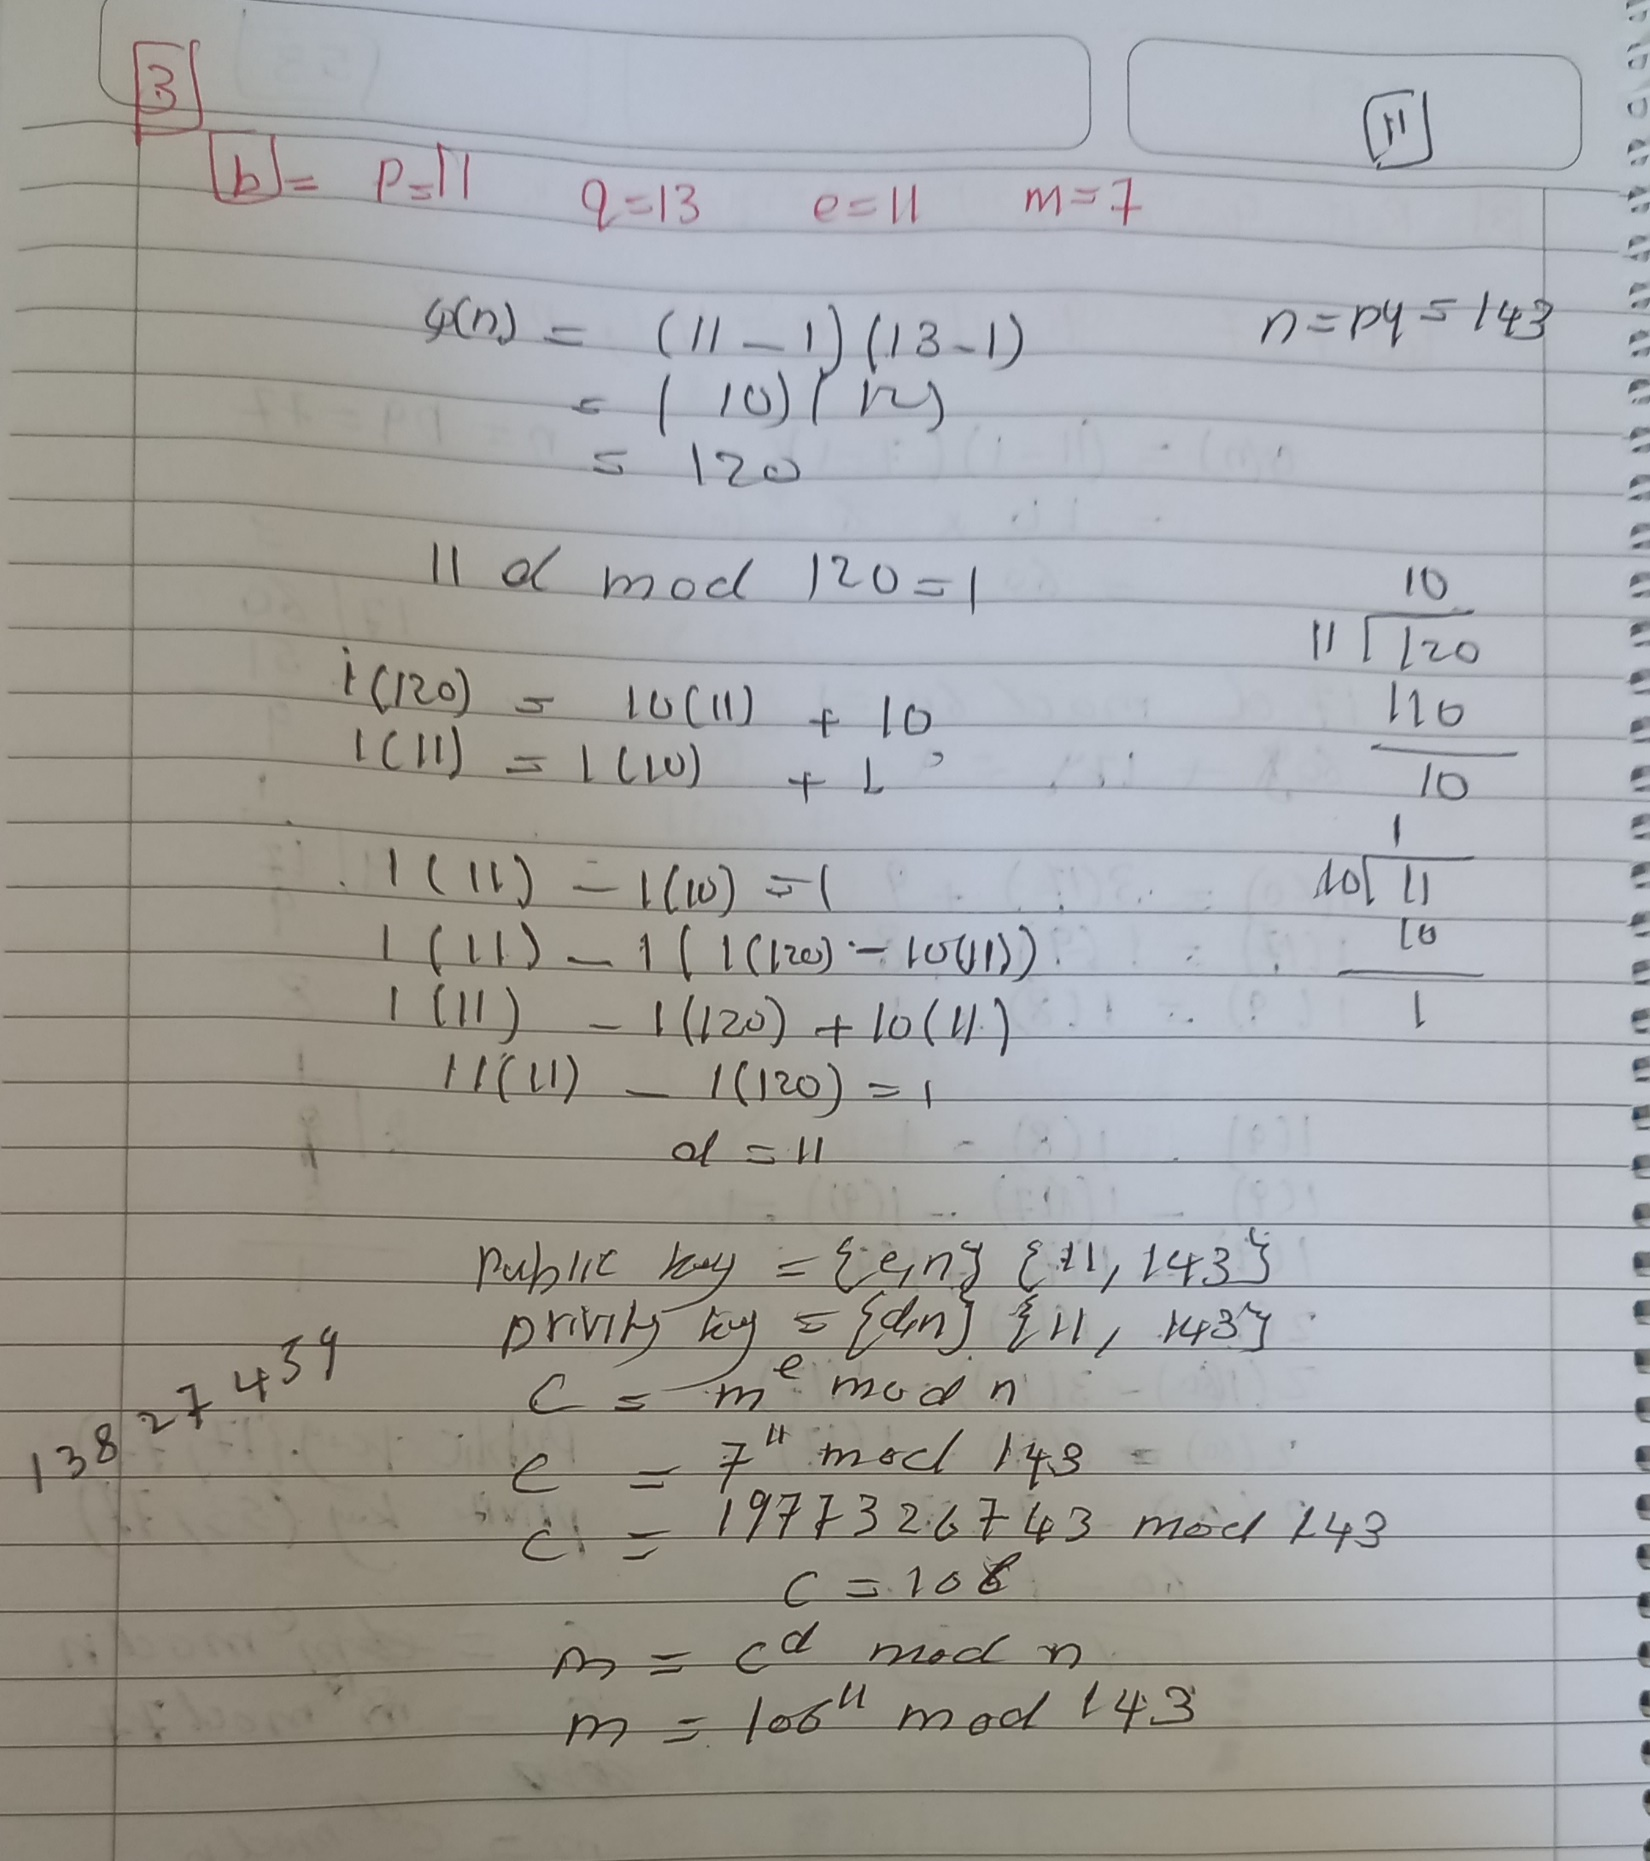 3
11
b = p=11 q=13 e=11 m=7
φ(n) = (11-1)(13-1) n=pq=143
= (10)(12)
= 120
11 d mod 120=1
1(120) = 10(11) + 10
1(11) = 1(10) + 1
10
11 120
110
10
1
10 11
10
1
1(11) - 1(10) = 1
1(11) - 1(1(120) - 10(11))
1(11) - 1(120) + 10(11)
11(11) - 1(120) = 1
d = 11
public key = {e,n} {11, 143}
key = {d,n} {11, 143}
138 27 459
C = m^e mod n
C = 7^11 mod 143
C = 1977326743 mod 143
C = 106
m = c^d mod n
m = 106^11 mod 143